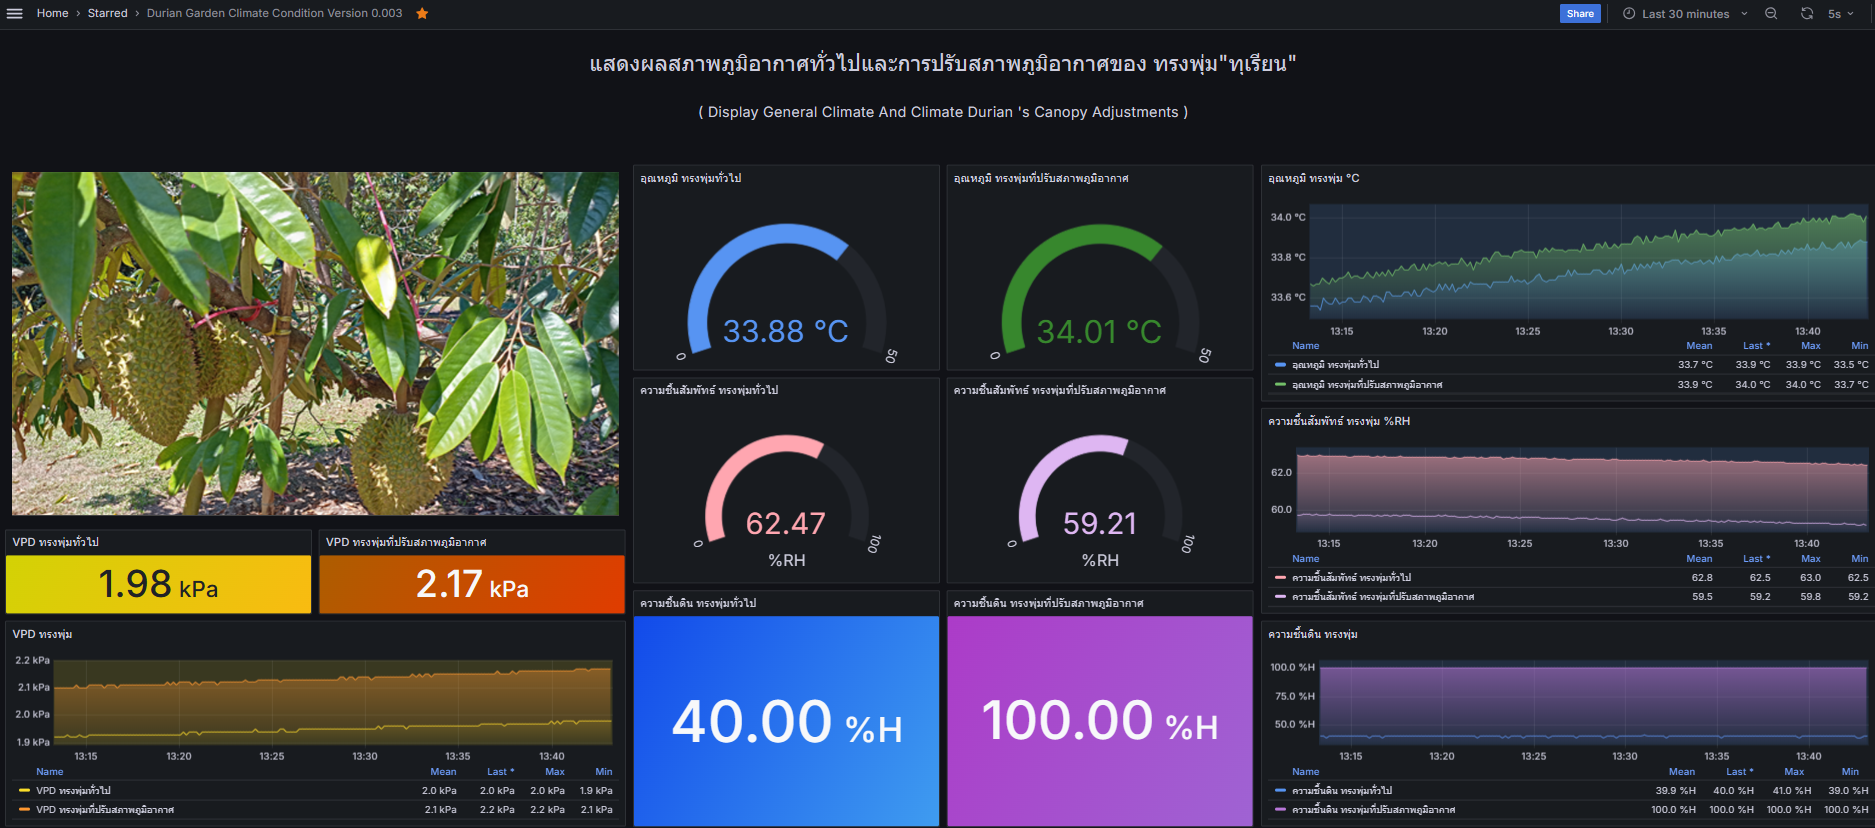 Home › Starred › Durian Garden Climate Condition Version 0.003
Share
Last 30 minutes
5s
แสดงผลสภาพภูมิอากาศทั่วไปและการปรับสภาพภูมิอากาศของ ทรงพุ่ม"ทุเรียน"
( Display General Climate And Climate Durian 's Canopy Adjustments )
VPD ทรงพุ่มทั่วไป
1.98 kPa
VPD ทรงพุ่มที่ปรับสภาพภูมิอากาศ
2.17 kPa
VPD ทรงพุ่ม
2.2 kPa
2.1 kPa
2.0 kPa
1.9 kPa
13:15 13:20 13:25 13:30 13:35 13:40
Name Mean Last * Max Min
VPD ทรงพุ่มทั่วไป 2.0 kPa 2.0 kPa 2.0 kPa 1.9 kPa
VPD ทรงพุ่มที่ปรับสภาพภูมิอากาศ 2.1 kPa 2.2 kPa 2.2 kPa 2.1 kPa
อุณหภูมิ ทรงพุ่มทั่วไป
33.88 °C
0 50
อุณหภูมิ ทรงพุ่มที่ปรับสภาพภูมิอากาศ
34.01 °C
0 50
ความชื้นสัมพัทธ์ ทรงพุ่มทั่วไป
62.47
0 100
%RH
ความชื้นสัมพัทธ์ ทรงพุ่มที่ปรับสภาพภูมิอากาศ
59.21
0 100
%RH
ความชื้นดิน ทรงพุ่มทั่วไป
40.00 %H
ความชื้นดิน ทรงพุ่มที่ปรับสภาพภูมิอากาศ
100.00 %H
อุณหภูมิ ทรงพุ่ม °C
34.0 °C
33.8 °C
33.6 °C
13:15 13:20 13:25 13:30 13:35 13:40
Name Mean Last * Max Min
อุณหภูมิ ทรงพุ่มทั่วไป 33.7 °C 33.9 °C 33.9 °C 33.5 °C
อุณหภูมิ ทรงพุ่มที่ปรับสภาพภูมิอากาศ 33.9 °C 34.0 °C 34.0 °C 33.7 °C
ความชื้นสัมพัทธ์ ทรงพุ่ม %RH
62.0
60.0
13:15 13:20 13:25 13:30 13:35 13:40
Name Mean Last * Max Min
ความชื้นสัมพัทธ์ ทรงพุ่มทั่วไป 62.8 62.5 63.0 62.5
ความชื้นสัมพัทธ์ ทรงพุ่มที่ปรับสภาพภูมิอากาศ 59.5 59.2 59.8 59.2
ความชื้นดิน ทรงพุ่ม
100.0 %H
75.0 %H
50.0 %H
13:15 13:20 13:25 13:30 13:35 13:40
Name Mean Last * Max Min
ความชื้นดิน ทรงพุ่มทั่วไป 39.9 %H 40.0 %H 41.0 %H 39.0 %H
ความชื้นดิน ทรงพุ่มที่ปรับสภาพภูมิอากาศ 100.0 %H 100.0 %H 100.0 %H 100.0 %H